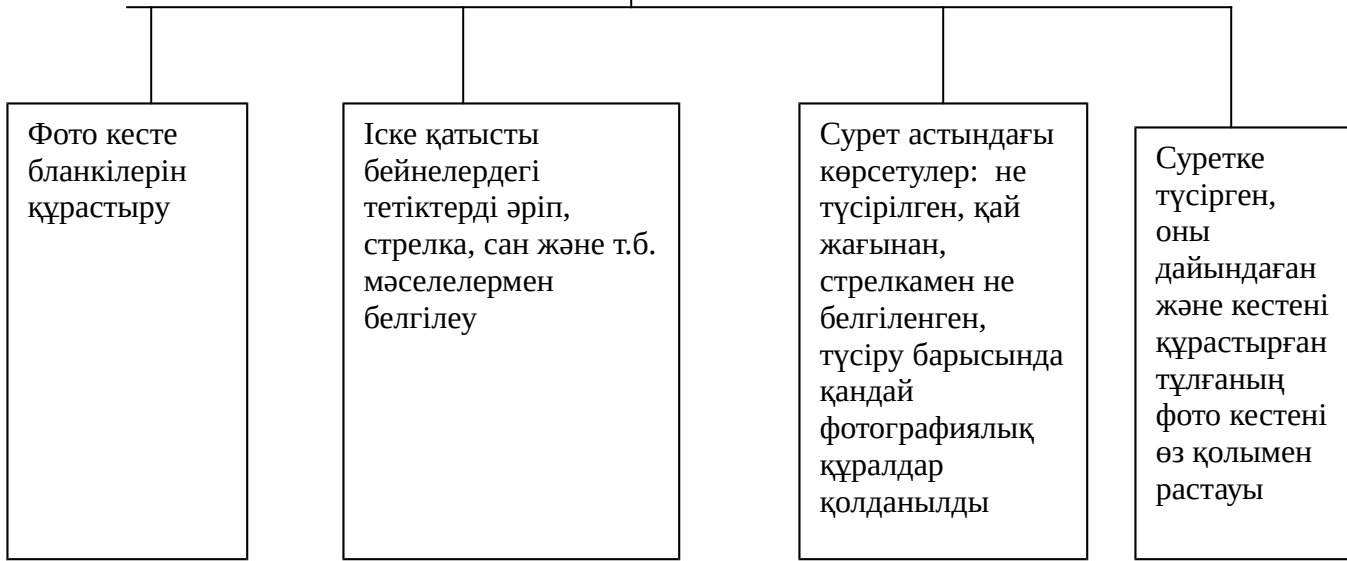 Фото кесте
бланкілерін
құрастыру
Іске қатысты
бейнелердегі
тетіктерді әріп,
стрелка, сан және т.б.
мәселелермен
белгілеу
Сурет астындағы
көрсетулер:  не
түсірілген, қай
жағынан,
стрелкамен не
белгіленген,
түсіру барысында
қандай
фотографиялық
құралдар
қолданылды
Суретке
түсірген,
оны
дайындаған
және кестені
құрастырған
тұлғаның
фото кестені
өз қолымен
растауы